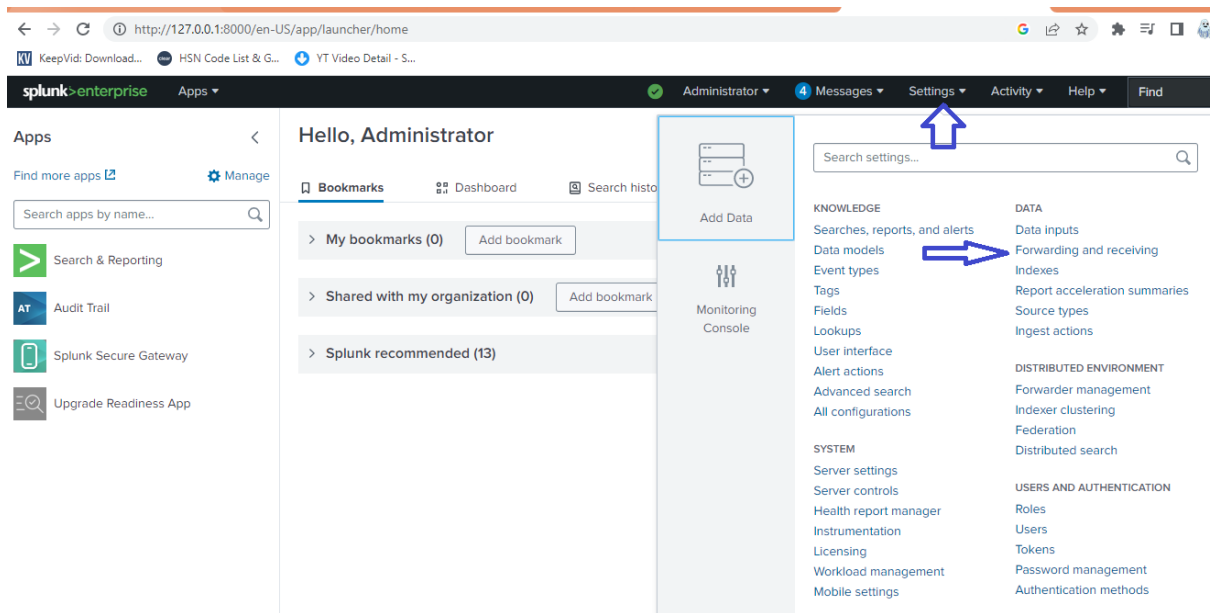 http://127.0.0.1:8000/en-US/app/launcher/home
KV KeepVid: Download... HSN Code List & G... YT Video Detail - S...
splunk>enterprise Apps Administrator 4 Messages Settings Activity Help Find
Apps
Find more apps Manage
Search apps by name...
Search & Reporting
AT Audit Trail
Splunk Secure Gateway
Upgrade Readiness App
Hello, Administrator
Bookmarks Dashboard Search histo
My bookmarks (0) Add bookmark
Shared with my organization (0) Add bookmark
Splunk recommended (13)
Add Data
Monitoring
Console
Search settings...
KNOWLEDGE
Searches, reports, and alerts
Data models
Event types
Tags
Fields
Lookups
User interface
Alert actions
Advanced search
All configurations
SYSTEM
Server settings
Server controls
Health report manager
Instrumentation
Licensing
Workload management
Mobile settings
DATA
Data inputs
Forwarding and receiving
Indexes
Report acceleration summaries
Source types
Ingest actions
DISTRIBUTED ENVIRONMENT
Forwarder management
Indexer clustering
Federation
Distributed search
USERS AND AUTHENTICATION
Roles
Users
Tokens
Password management
Authentication methods